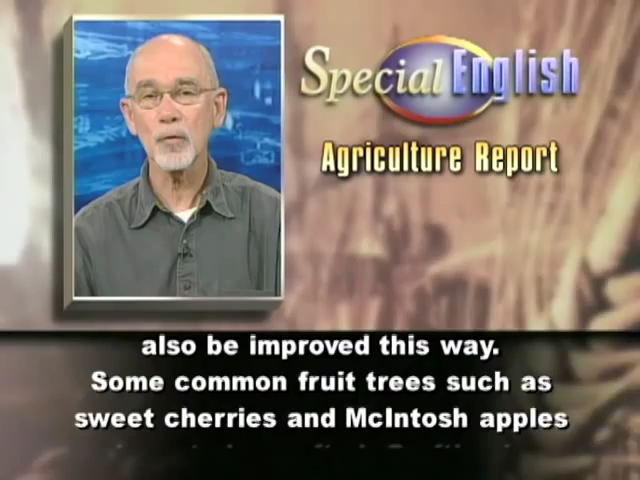 Special English
Agriculture Report
also be improved this way.
Some common fruit trees such as
sweet cherries and McIntosh apples